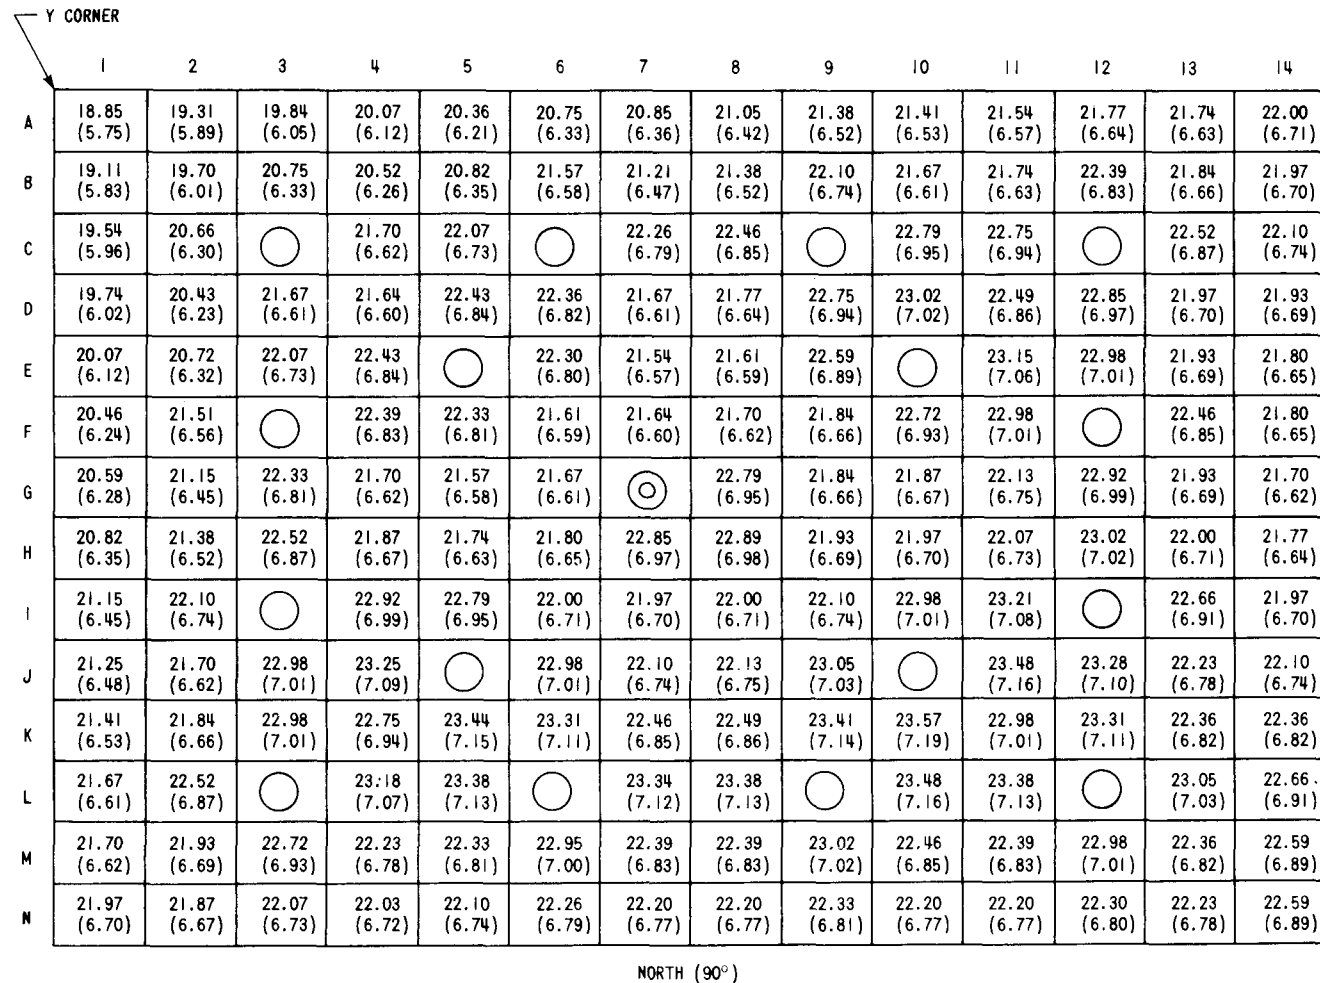 Y CORNER
1 2 3 4 5 6 7 8 9 10 11 12 13 14
A 18.85 19.31 19.84 20.07 20.36 20.75 20.85 21.05 21.38 21.41 21.54 21.77 21.74 22.00
(5.75) (5.89) (6.05) (6.12) (6.21) (6.33) (6.36) (6.42) (6.52) (6.53) (6.57) (6.64) (6.63) (6.71)
B 19.11 19.70 20.75 20.52 20.82 21.57 21.21 21.38 22.10 21.67 21.74 22.39 21.84 21.97
(5.83) (6.01) (6.33) (6.26) (6.35) (6.58) (6.47) (6.52) (6.74) (6.61) (6.63) (6.83) (6.66) (6.70)
C 19.54 20.66 21.70 22.07 22.26 22.46 22.79 22.75 22.52 22.10
(5.96) (6.30) (6.62) (6.73) (6.79) (6.85) (6.95) (6.94) (6.87) (6.74)
D 19.74 20.43 21.67 21.64 22.43 22.36 21.67 21.77 22.75 23.02 22.49 22.85 21.97 21.93
(6.02) (6.23) (6.61) (6.60) (6.84) (6.82) (6.61) (6.64) (6.94) (7.02) (6.86) (6.97) (6.70) (6.69)
E 20.07 20.72 22.07 22.43 22.30 21.54 21.61 22.59 23.15 22.98 21.93 21.80
(6.12) (6.32) (6.73) (6.84) (6.80) (6.57) (6.59) (6.89) (7.06) (7.01) (6.69) (6.65)
F 20.46 21.51 22.39 22.33 21.61 21.64 21.70 21.84 22.72 22.98 22.46 21.80
(6.24) (6.56) (6.83) (6.81) (6.59) (6.60) (6.62) (6.66) (6.93) (7.01) (6.85) (6.65)
G 20.59 21.15 22.33 21.70 21.57 21.67 22.79 21.84 21.87 22.13 22.92 21.93 21.70
(6.28) (6.45) (6.81) (6.62) (6.58) (6.61) (6.95) (6.66) (6.67) (6.75) (6.99) (6.69) (6.62)
H 20.82 21.38 22.52 21.87 21.74 21.80 22.85 22.89 21.93 21.97 22.07 23.02 22.00 21.77
(6.35) (6.52) (6.87) (6.67) (6.63) (6.65) (6.97) (6.98) (6.69) (6.70) (6.73) (7.02) (6.71) (6.64)
I 21.15 22.10 22.92 22.79 22.00 21.97 22.00 22.10 22.98 23.21 22.66 21.97
(6.45) (6.74) (6.99) (6.95) (6.71) (6.70) (6.71) (6.74) (7.01) (7.08) (6.91) (6.70)
J 21.25 21.70 22.98 23.25 22.98 22.10 22.13 23.05 23.48 23.28 22.23 22.10
(6.48) (6.62) (7.01) (7.09) (7.01) (6.74) (6.75) (7.03) (7.16) (7.10) (6.78) (6.74)
K 21.41 21.84 22.98 22.75 23.44 23.31 22.46 22.49 23.41 23.57 22.98 23.31 22.36 22.36
(6.53) (6.66) (7.01) (6.94) (7.15) (7.11) (6.85) (6.86) (7.14) (7.19) (7.01) (7.11) (6.82) (6.82)
L 21.67 22.52 23.18 23.38 23.34 23.38 23.48 23.38 23.05 22.66
(6.61) (6.87) (7.07) (7.13) (7.12) (7.13) (7.16) (7.13) (7.03) (6.91)
M 21.70 21.93 22.72 22.23 22.33 22.95 22.39 22.39 23.02 22.46 22.39 22.98 22.36 22.59
(6.62) (6.69) (6.93) (6.78) (6.81) (7.00) (6.83) (6.83) (7.02) (6.85) (6.83) (7.01) (6.82) (6.89)
N 21.97 21.87 22.07 22.03 22.10 22.26 22.20 22.20 22.33 22.20 22.20 22.30 22.23 22.59
(6.70) (6.67) (6.73) (6.72) (6.74) (6.79) (6.77) (6.77) (6.81) (6.77) (6.77) (6.80) (6.78) (6.89)
NORTH (90°)